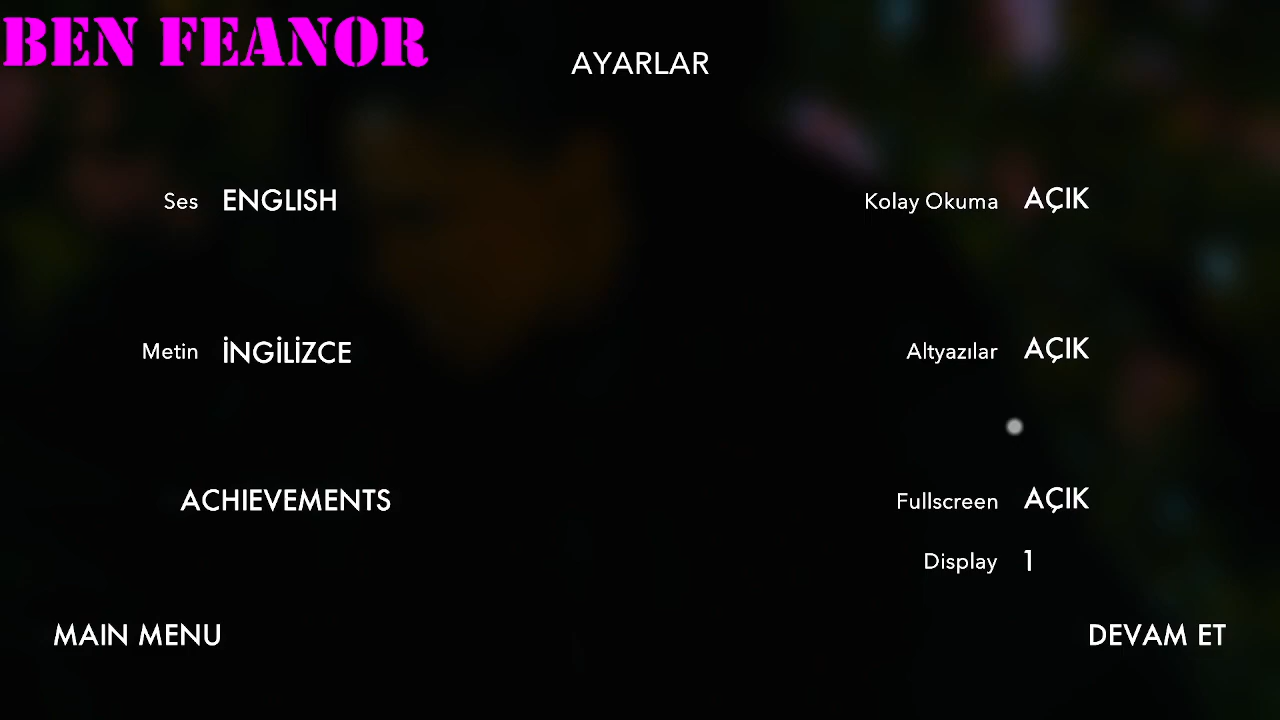 BEN FEANOR
AYARLAR
Ses ENGLISH
Kolay Okuma AÇIK
Metin İNGİLİZCE
Altyazılar AÇIK
ACHIEVEMENTS
Fullscreen AÇIK
Display 1
MAIN MENU
DEVAM ET